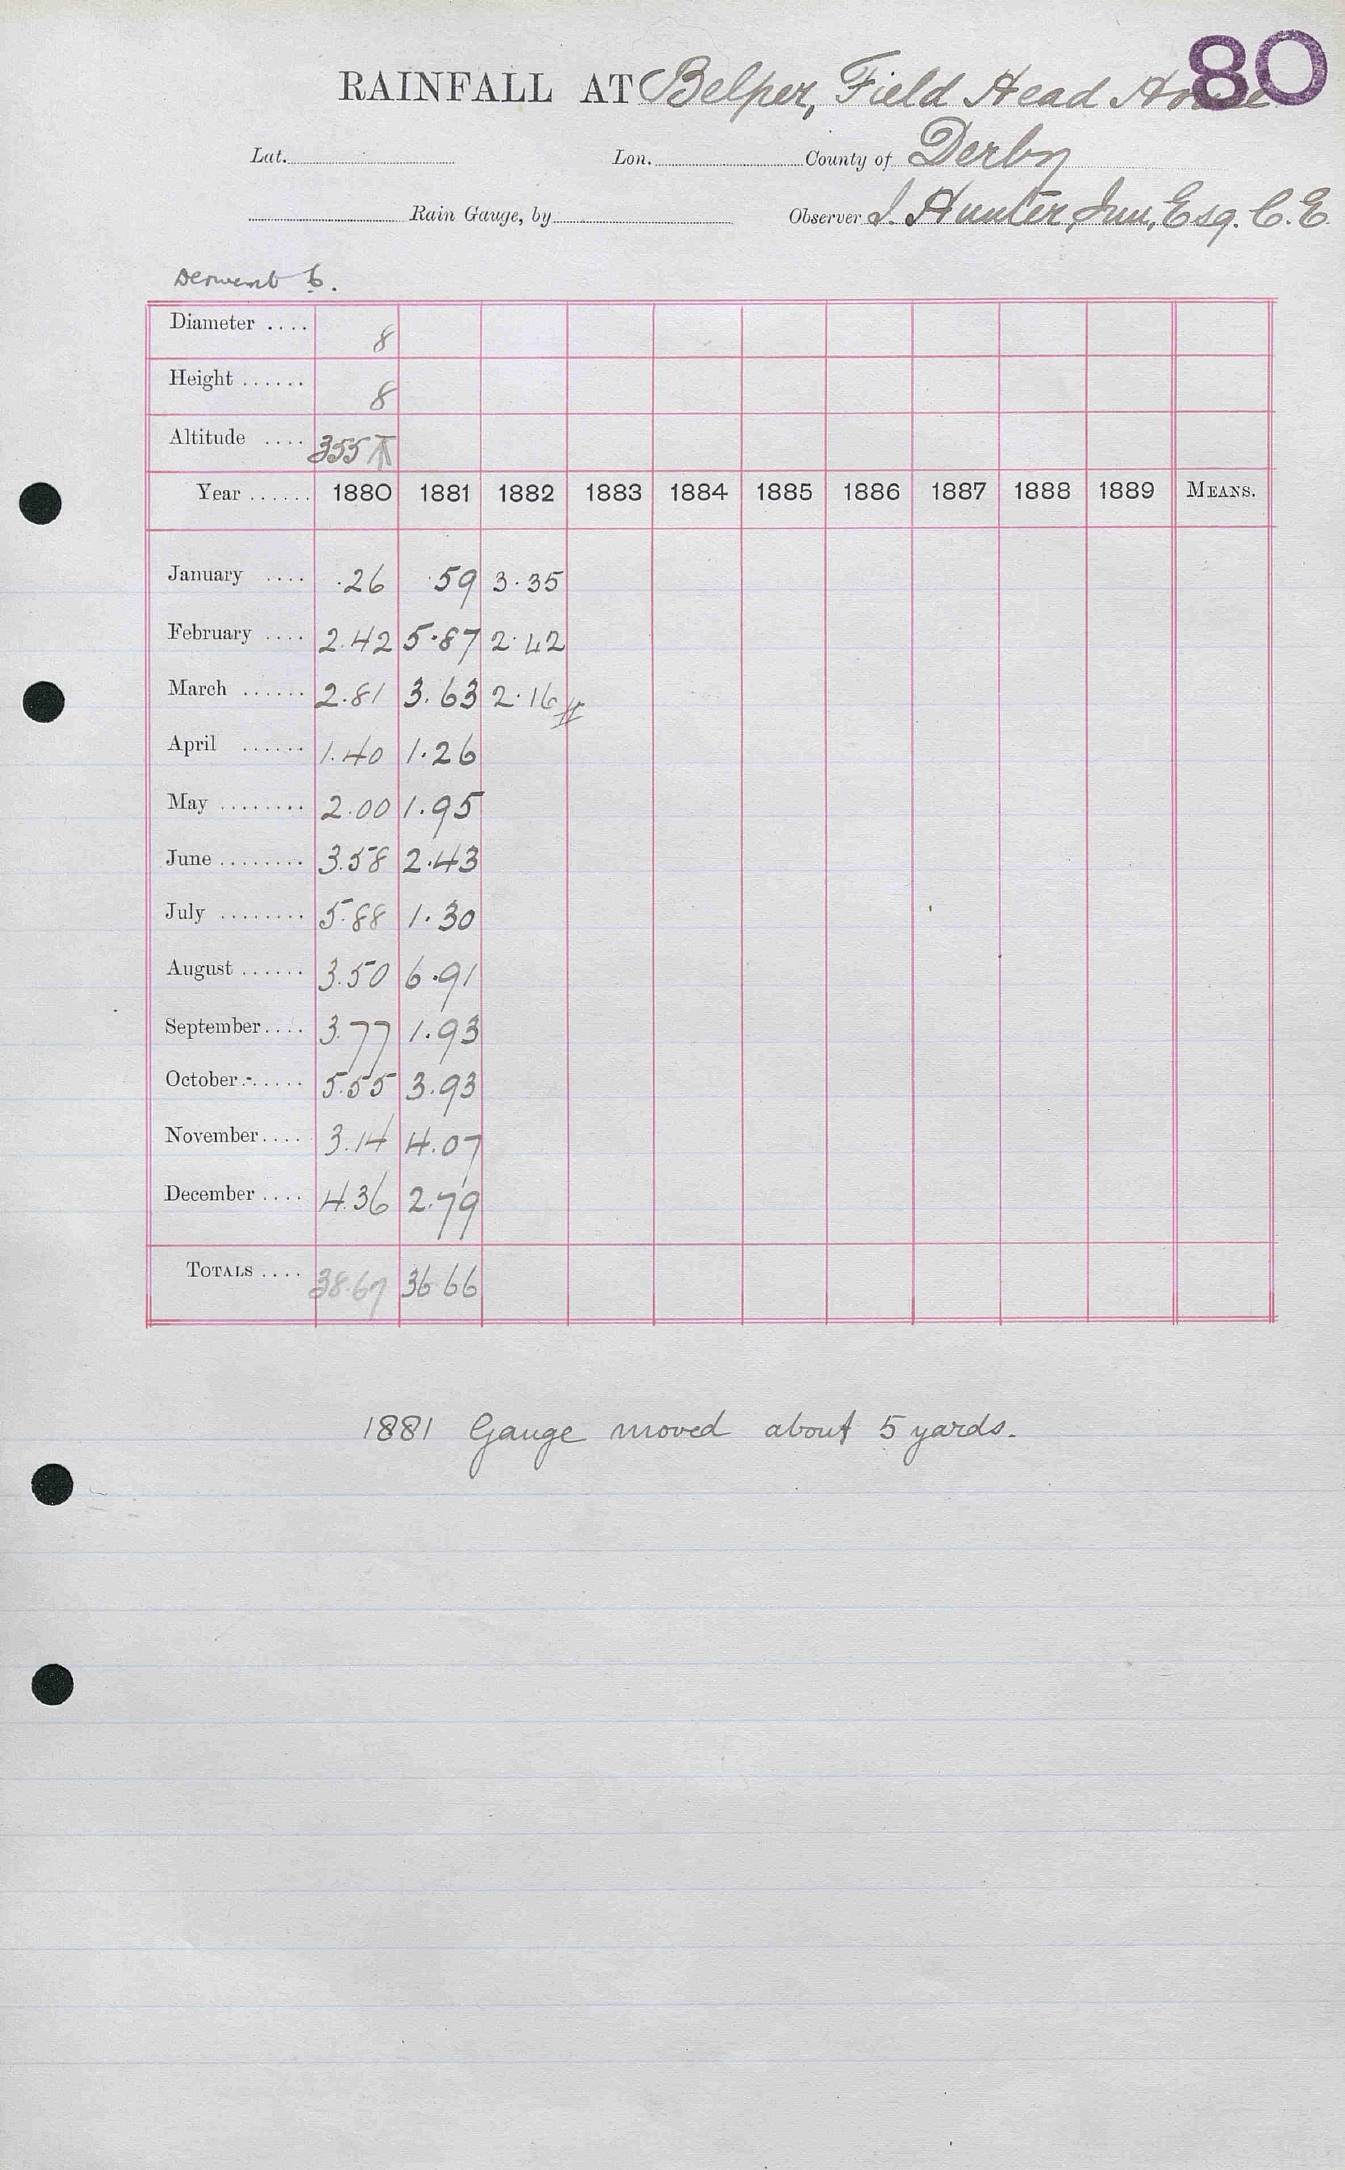 80
RAINFALL AT Belper, Field Head House
Lat. Lon. County of Derby
Rain Gauge, by Observer J. Hunter, Jun, Esq. C.E.
Derwent 6.
Diameter .... 8
Height ...... 8
Altitude .... 355
Year ...... 1880 1881 1882 1883 1884 1885 1886 1887 1888 1889 MEANS.
January .... .26 .59 3.35
February .... 2.42 5.87 2.42
March ...... 2.81 3.63 2.16
April ...... 1.40 1.26
May ........ 2.00 1.95
June ........ 3.58 2.43
July ........ 5.88 1.30
August ...... 3.50 6.91
September.... 3.77 1.93
October...... 5.55 3.93
November.... 3.14 4.07
December .... 4.36 2.79
TOTALS .... 38.67 36.66
1881 Gauge moved about 5 yards.